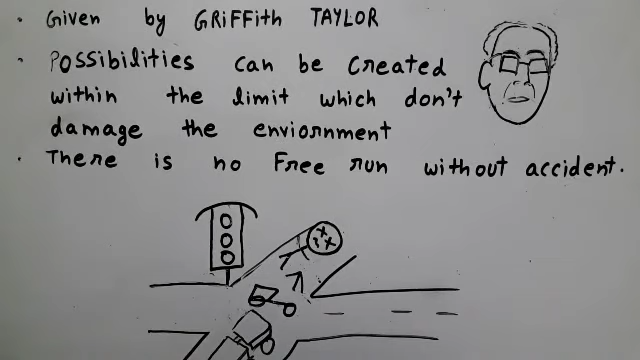 • Given by GRiFFith TAYLOR
• Possibilities can be created
within the limit which don't
damage the enviornment
• There is no Free run without accident.